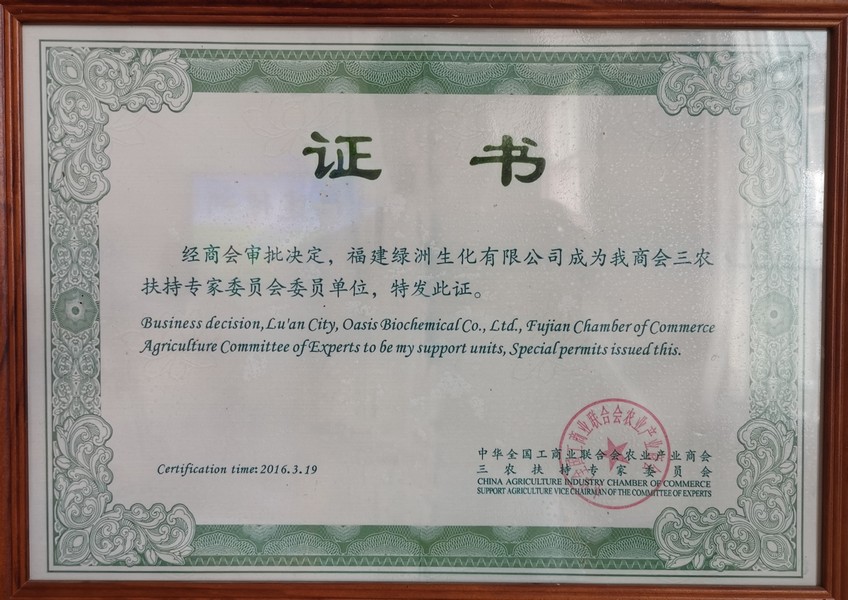 证书
经商会审批决定，福建绿洲生化有限公司成为我商会三农
扶持专家委员会委员单位，特发此证。
Business decision, Lu'an City, Oasis Biochemical Co., Ltd., Fujian Chamber of Commerce
Agriculture Committee of Experts to be my support units, Special permits issued this.
中华全国工商业联合会农业产业商会
三农扶持专家委员会
CHINA AGRICULTURE INDUSTRY CHAMBER OF COMMERCE
SUPPORT AGRICULTURE VICE CHAIRMAN OF THE COMMITTEE OF EXPERTS
Certification time: 2016.3.19